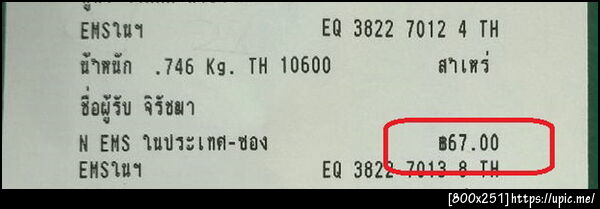 EMSในฯ EQ 3822 7012 4 TH
น้ำหนัก .746 Kg. TH 10600 สำเหร่
ชื่อผู้รับ จิรัชฌา
N EMS ในประเทศ-ซอง ฿67.00
EMSในฯ EQ 3822 7013 8 TH
[800x251]https://upic.me/